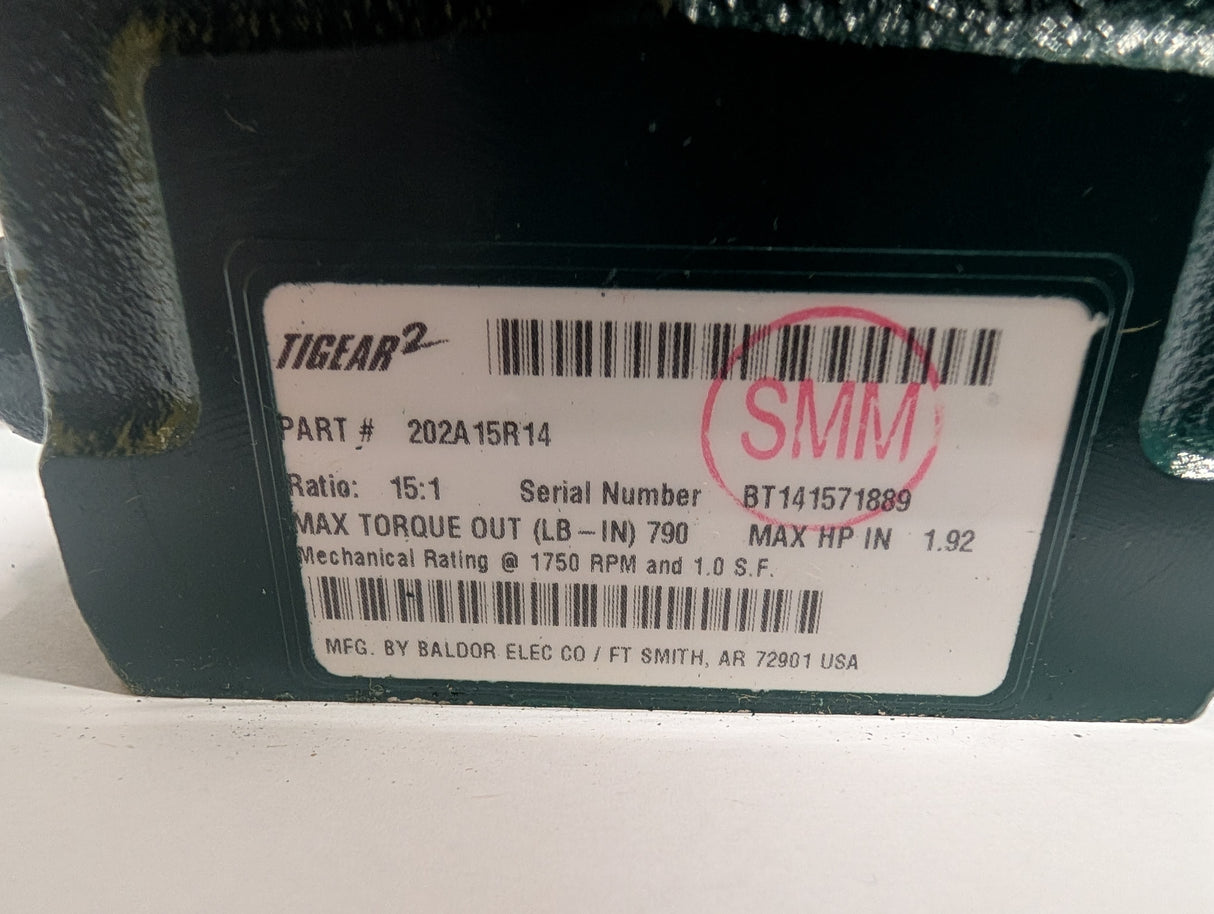 TIGEAR2
SMM
PART # 202A15R14
Ratio: 15:1 Serial Number BT141571889
MAX TORQUE OUT (LB-IN) 790 MAX HP IN 1.92
Mechanical Rating @ 1750 RPM and 1.0 S.F.
MFG. BY BALDOR ELEC CO / FT SMITH, AR 72901 USA